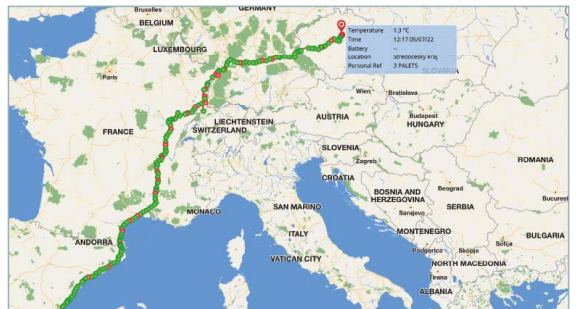 Bruxelles
GERMANY
BELGIUM
LUXEMBOURG
Paris
Temperature 1.3 °C
Time 12:17 05/07/22
Battery --
Location Stredocesky kraj
Personal Ref 3 PALETS
SLOVAKIA
Wien
Bratislava
LIECHTENSTEIN
AUSTRIA
Budapest
HUNGARY
FRANCE
SWITZERLAND
SLOVENIA
ROMANIA
Zagreb
CROATIA
Beograd
Bucurest
BOSNIA AND
HERZEGOVINA
SERBIA
MONACO
SAN MARINO
Sarajevo
MONTENEGRO
BULGARIA
ANDORRA
ITALY
Podgorica
Skopje
Sofija
VATICAN CITY
NORTH MACEDONIA
Tirana
ALBANIA